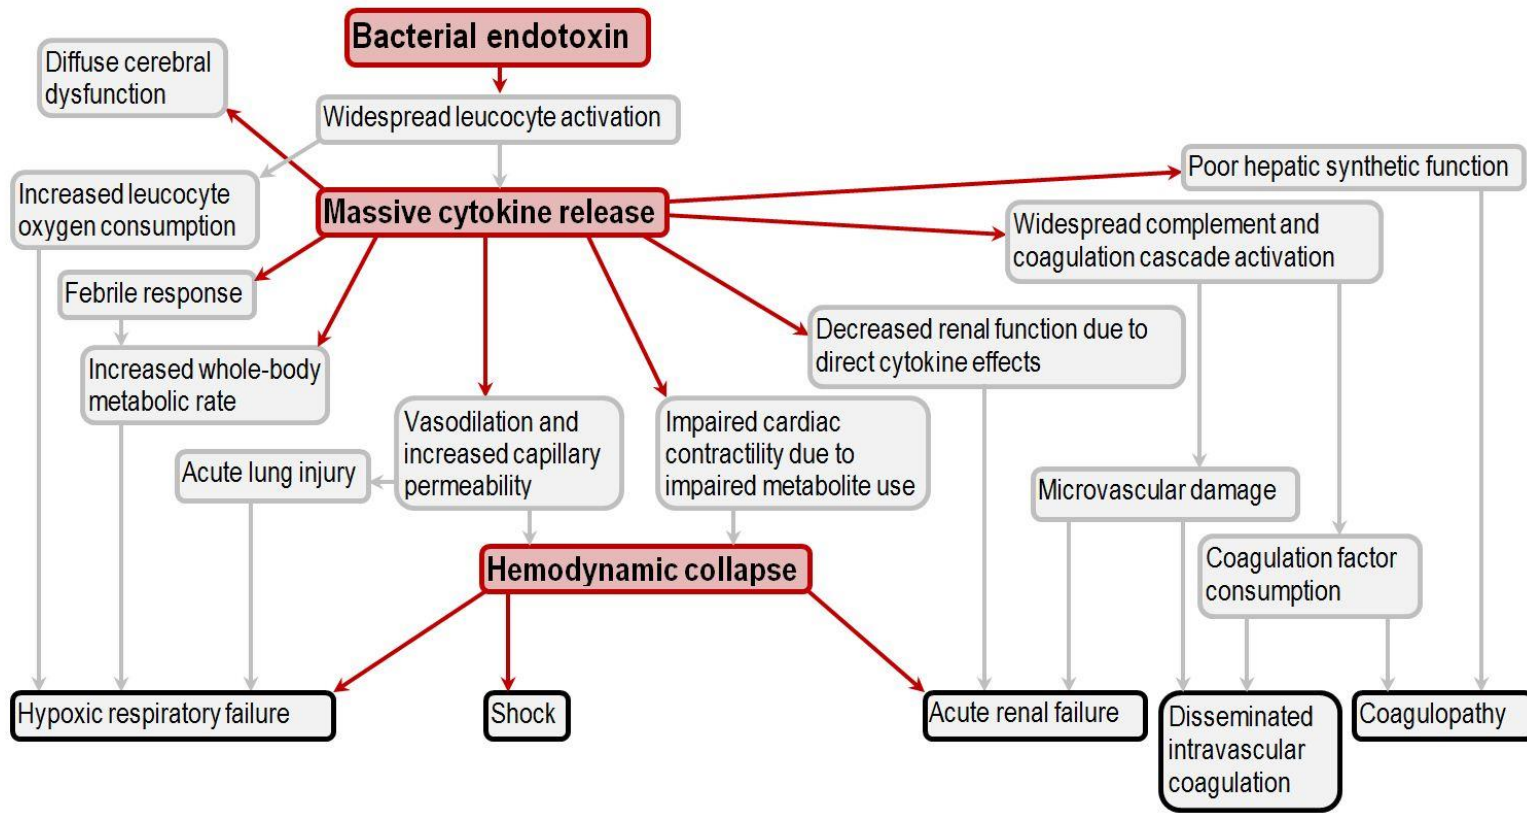 Bacterial endotoxin
Diffuse cerebral
dysfunction
Widespread leucocyte activation
Poor hepatic synthetic function
Increased leucocyte
oxygen consumption
Massive cytokine release
Widespread complement and
coagulation cascade activation
Febrile response
Decreased renal function due to
direct cytokine effects
Increased whole-body
metabolic rate
Vasodilation and
increased capillary
permeability
Impaired cardiac
contractility due to
impaired metabolite use
Acute lung injury
Microvascular damage
Hemodynamic collapse
Coagulation factor
consumption
Hypoxic respiratory failure
Shock
Acute renal failure
Disseminated
intravascular
coagulation
Coagulopathy